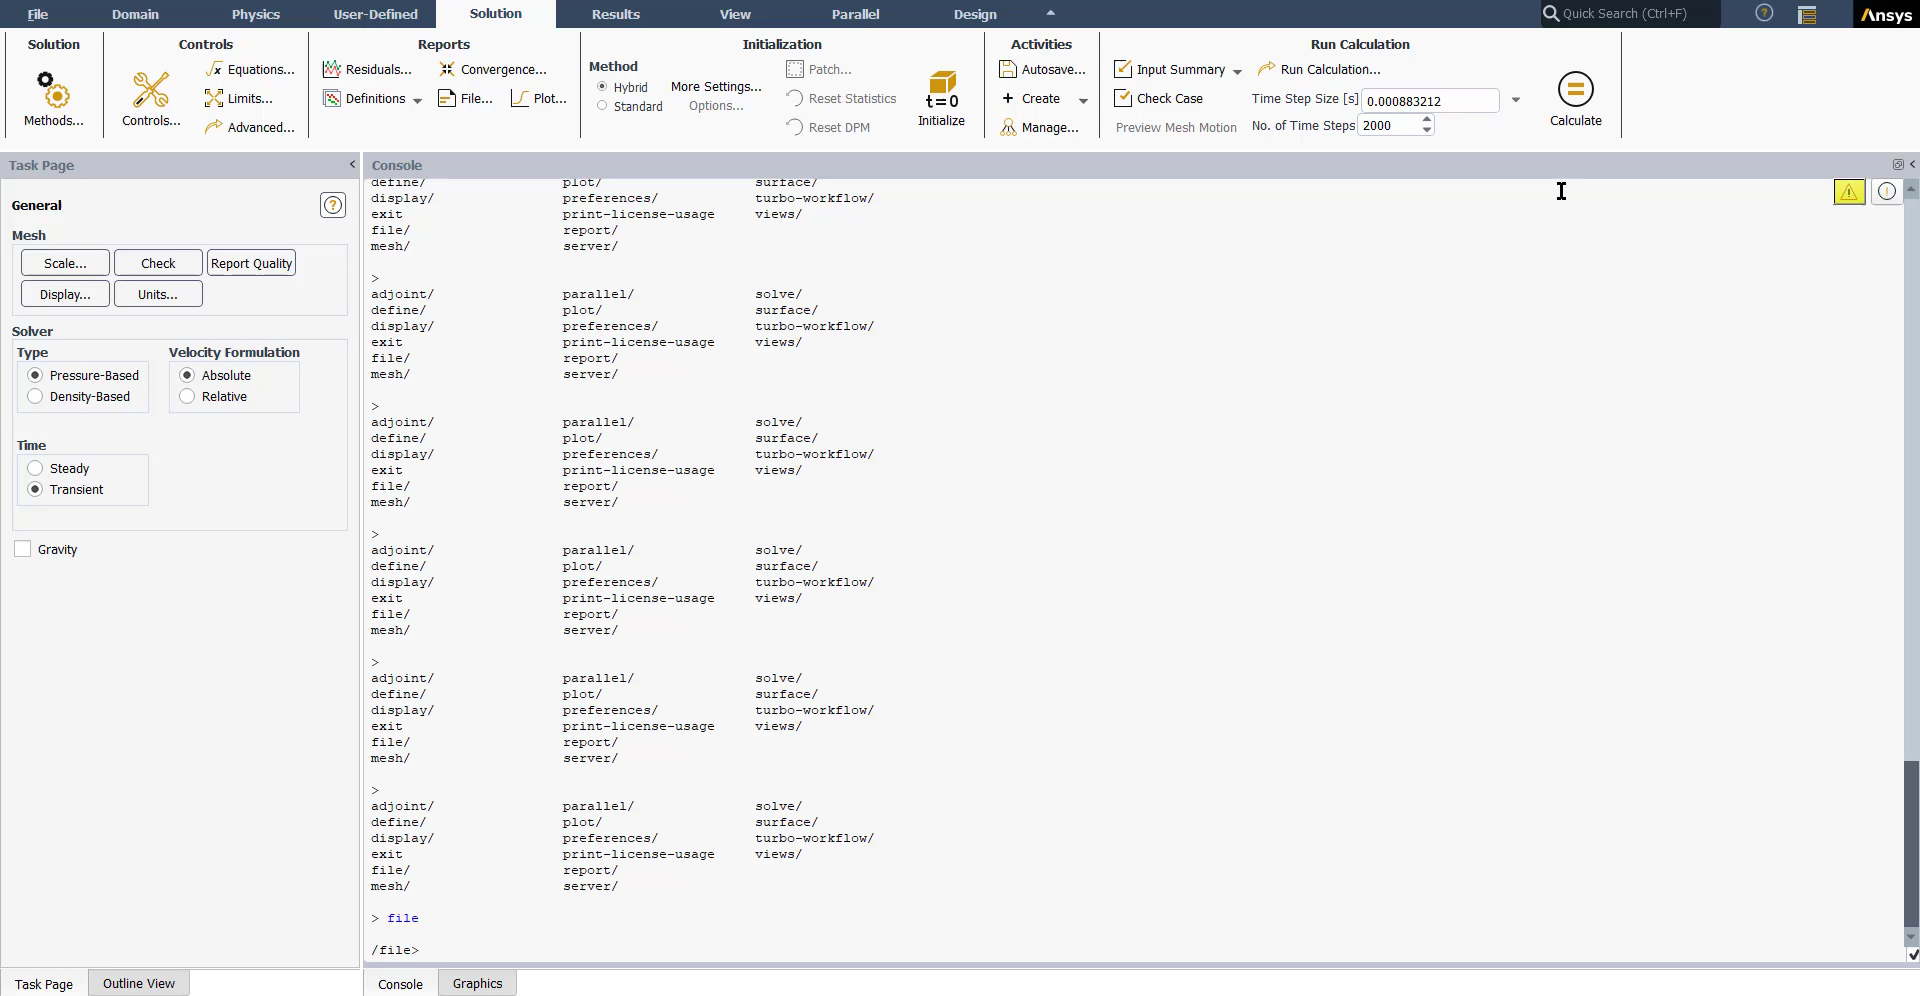 File Domain Physics User-Defined Solution Results View Parallel Design Quick Search (Ctrl+F) Ansys
Solution Controls Reports Initialization Activities Run Calculation
Methods...
Controls...
Equations...
Limits...
Advanced...
Residuals... Convergence...
Definitions File... Plot...
Method
Hybrid
Standard
More Settings...
Options...
Patch...
Reset Statistics
Reset DPM
t=0
Initialize
Autosave...
Create
Manage...
Input Summary Run Calculation...
Check Case Time Step Size [s] 0.000883212
Preview Mesh Motion No. of Time Steps 2000
Calculate
Task Page <
General ?
Mesh
Scale... Check Report Quality
Display... Units...
Solver
Type Velocity Formulation
Pressure-Based Absolute
Density-Based Relative
Time
Steady
Transient
Gravity
Task Page Outline View
Console <
define/ plot/ surface/
display/ preferences/ turbo-workflow/
exit print-license-usage views/
file/ report/
mesh/ server/
>
adjoint/ parallel/ solve/
define/ plot/ surface/
display/ preferences/ turbo-workflow/
exit print-license-usage views/
file/ report/
mesh/ server/
>
adjoint/ parallel/ solve/
define/ plot/ surface/
display/ preferences/ turbo-workflow/
exit print-license-usage views/
file/ report/
mesh/ server/
>
adjoint/ parallel/ solve/
define/ plot/ surface/
display/ preferences/ turbo-workflow/
exit print-license-usage views/
file/ report/
mesh/ server/
>
adjoint/ parallel/ solve/
define/ plot/ surface/
display/ preferences/ turbo-workflow/
exit print-license-usage views/
file/ report/
mesh/ server/
>
adjoint/ parallel/ solve/
define/ plot/ surface/
display/ preferences/ turbo-workflow/
exit print-license-usage views/
file/ report/
mesh/ server/
> file
/file>
Console Graphics